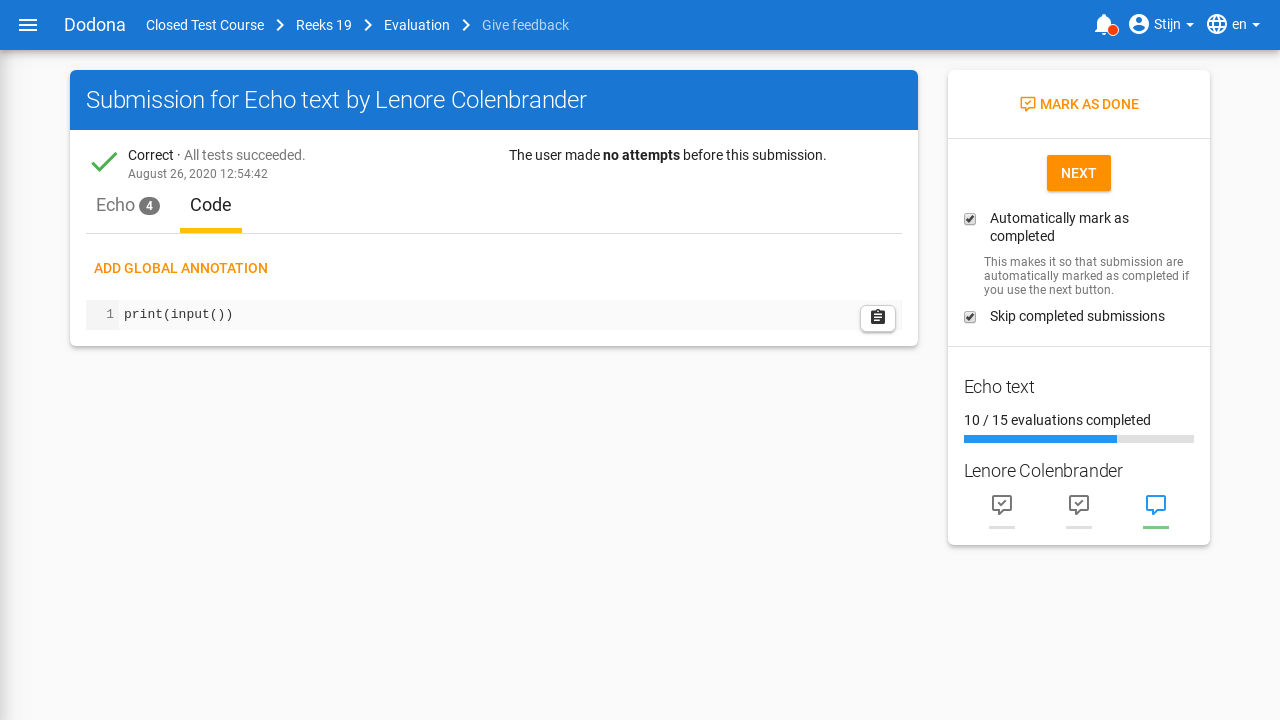 Dodona Closed Test Course Reeks 19 Evaluation Give feedback Stijn en
Submission for Echo text by Lenore Colenbrander
Correct · All tests succeeded.
August 26, 2020 12:54:42
The user made no attempts before this submission.
Echo 4 Code
ADD GLOBAL ANNOTATION
1 print(input())
MARK AS DONE
NEXT
Automatically mark as
completed
This makes it so that submission are
automatically marked as completed if
you use the next button.
Skip completed submissions
Echo text
10 / 15 evaluations completed
Lenore Colenbrander